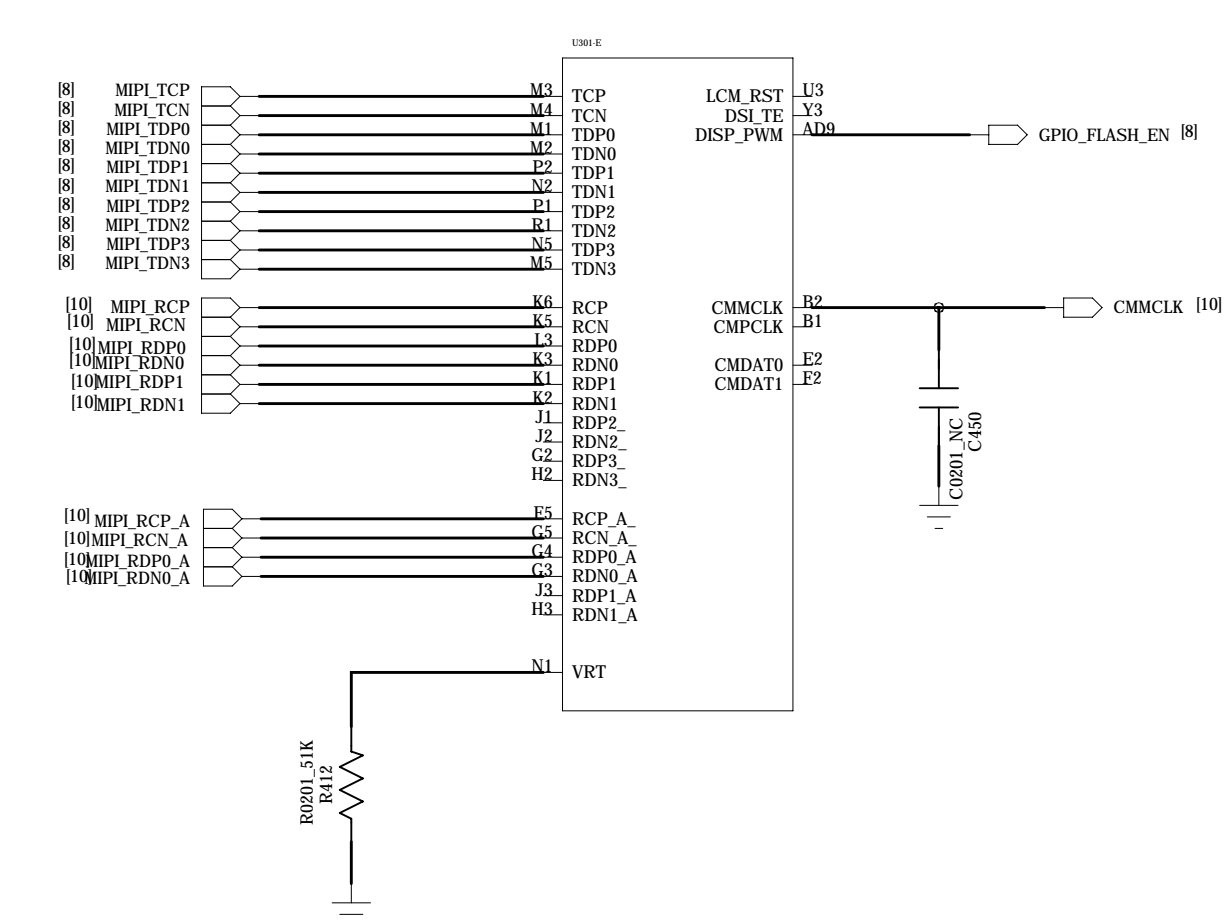 U301-E
[8] MIPI_TCP M3 TCP LCM_RST U3
[8] MIPI_TCN M4 TCN DSI_TE Y3
[8] MIPI_TDP0 M1 TDP0 DISP_PWM AD9 GPIO_FLASH_EN [8]
[8] MIPI_TDN0 M2 TDN0
[8] MIPI_TDP1 P2 TDP1
[8] MIPI_TDN1 N2 TDN1
[8] MIPI_TDP2 P1 TDP2
[8] MIPI_TDN2 R1 TDN2
[8] MIPI_TDP3 N5 TDP3
[8] MIPI_TDN3 M5 TDN3
[10] MIPI_RCP K6 RCP CMMCLK B2 CMMCLK [10]
[10] MIPI_RCN K5 RCN CMPCLK B1
[10] MIPI_RDP0 L3 RDP0
[10] MIPI_RDN0 K3 RDN0 CMDAT0 E2
[10] MIPI_RDP1 K1 RDP1 CMDAT1 F2
[10] MIPI_RDN1 K2 RDN1
J1 RDP2_
J2 RDN2_
G2 RDP3_
H2 RDN3_
C0201_NC
C450
[10] MIPI_RCP_A F5 RCP_A_
[10] MIPI_RCN_A G5 RCN_A_
[10] MIPI_RDP0_A G4 RDP0_A
[10] MIPI_RDN0_A G3 RDN0_A
J3 RDP1_A
H3 RDN1_A
N1 VRT
R0201_51K
R412